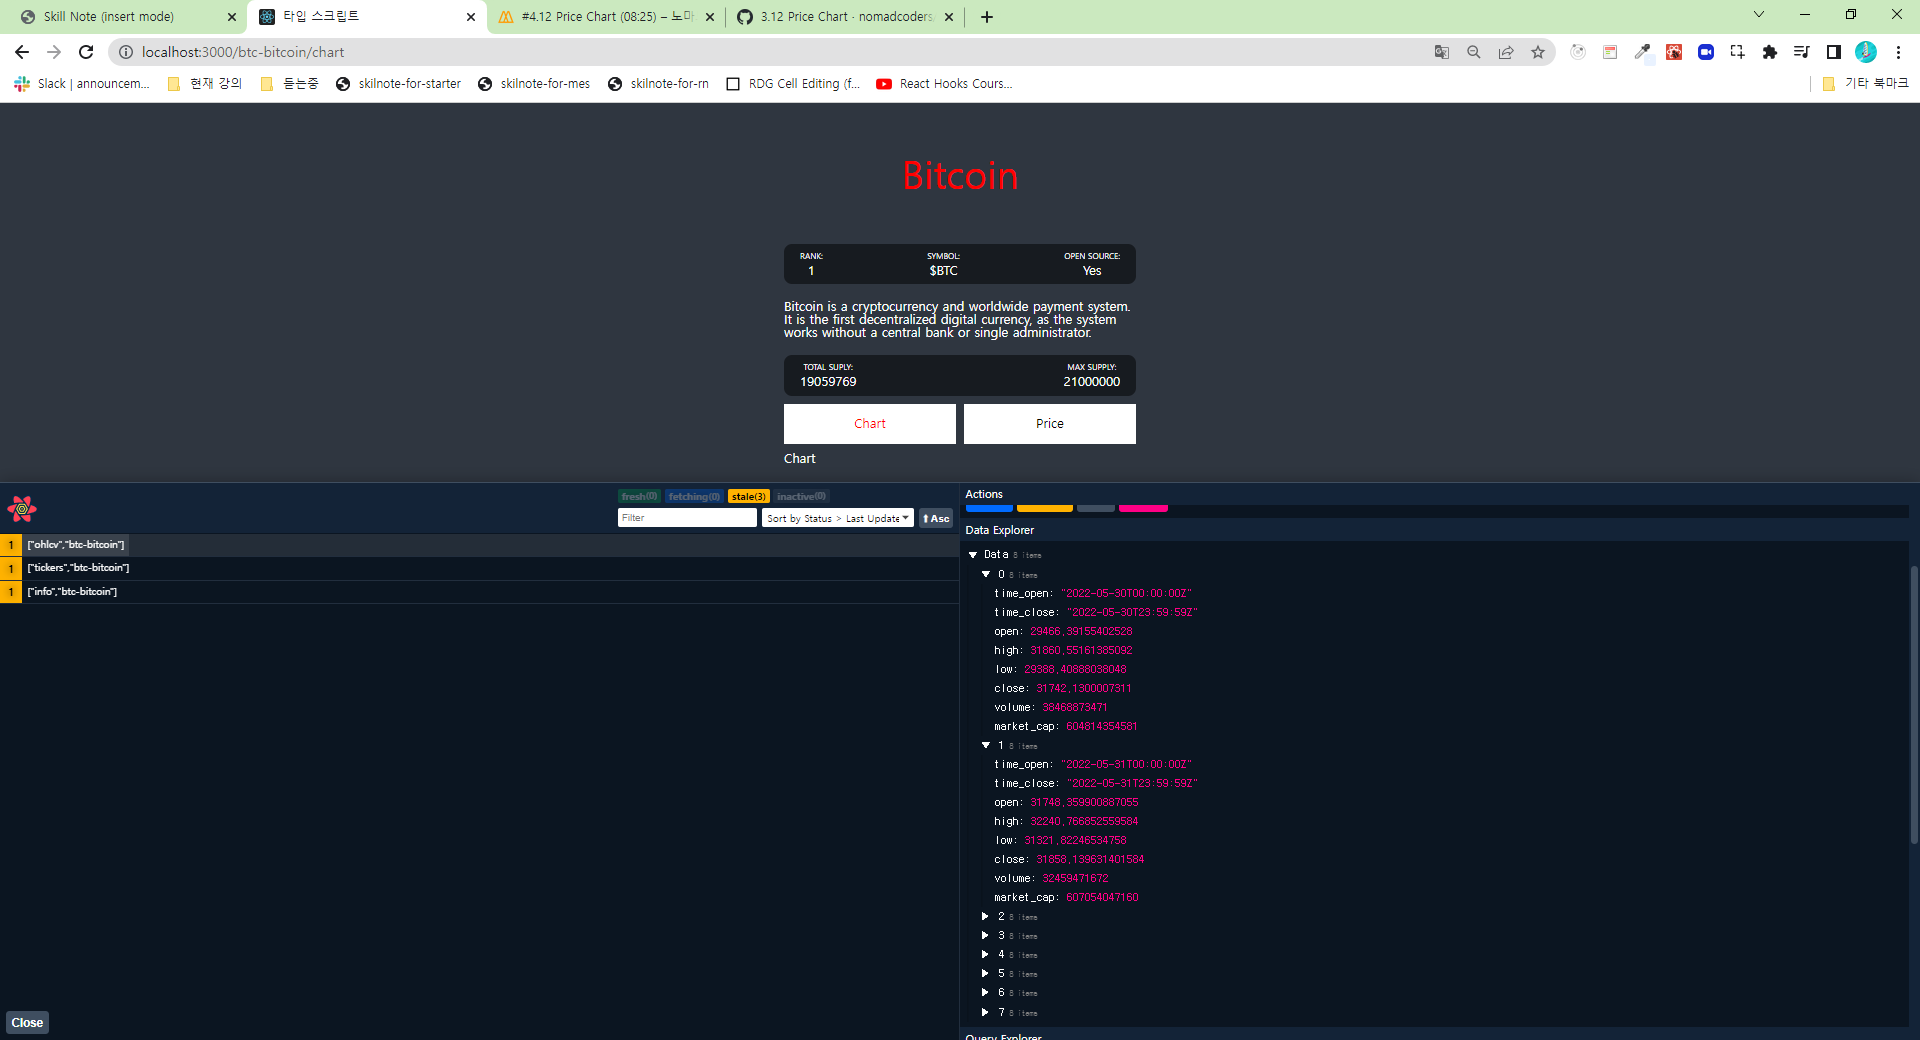 Skill Note (insert mode)
타입 스크립트
#4.12 Price Chart (08:25) – 노마
3.12 Price Chart · nomadcoders
localhost:3000/btc-bitcoin/chart
Slack | announcem...
현재 강의
듣는중
skilnote-for-starter
skilnote-for-mes
skilnote-for-rn
RDG Cell Editing (f...
React Hooks Cours...
기타 북마크
Bitcoin
RANK:
1
SYMBOL:
$BTC
OPEN SOURCE:
Yes
Bitcoin is a cryptocurrency and worldwide payment system.
It is the first decentralized digital currency, as the system
works without a central bank or single administrator.
TOTAL SUPLY:
19059769
MAX SUPPLY:
21000000
Chart
Price
Chart
fresh(0)
fetching(0)
stale(3)
inactive(0)
Filter
Sort by Status > Last Update
⬆ Asc
1 ["ohlcv","btc-bitcoin"]
1 ["tickers","btc-bitcoin"]
1 ["info","btc-bitcoin"]
Close
Actions
Data Explorer
▼ Data 8 items
▼ 0 8 items
time_open: "2022-05-30T00:00:00Z"
time_close: "2022-05-30T23:59:59Z"
open: 29466.39155402528
high: 31860.55161385092
low: 29388.40868038048
close: 31742.1300007311
volume: 38468873471
market_cap: 604814354581
▼ 1 8 items
time_open: "2022-05-31T00:00:00Z"
time_close: "2022-05-31T23:59:59Z"
open: 31748.359900887055
high: 32240.766852559584
low: 31321.82246534758
close: 31858.139631401584
volume: 32459471672
market_cap: 607054047160
▶ 2 8 items
▶ 3 8 items
▶ 4 8 items
▶ 5 8 items
▶ 6 8 items
▶ 7 8 items
Query Explorer